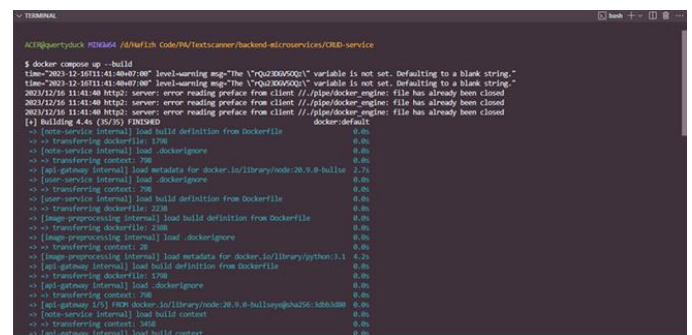 TERMINAL
bash
ACER@qwertyduck MINGW64 /d/Hafizh Code/PA/Textscanner/backend-microservices/CRUD-service
$ docker compose up --build
time="2023-12-16T11:41:40+07:00" level=warning msg="The \"rQu23DGV5OQz\" variable is not set. Defaulting to a blank string."
time="2023-12-16T11:41:40+07:00" level=warning msg="The \"rQu23DGV5OQz\" variable is not set. Defaulting to a blank string."
2023/12/16 11:41:40 http2: server: error reading preface from client //./pipe/docker_engine: file has already been closed
2023/12/16 11:41:40 http2: server: error reading preface from client //./pipe/docker_engine: file has already been closed
[+] Building 4.4s (35/35) FINISHED docker:default
=> [note-service internal] load build definition from Dockerfile 0.0s
=> => transferring dockerfile: 179B 0.0s
=> [note-service internal] load .dockerignore 0.0s
=> => transferring context: 79B 0.0s
=> [api-gateway internal] load metadata for docker.io/library/node:20.9.0-bullse 2.7s
=> [user-service internal] load .dockerignore 0.0s
=> => transferring context: 79B 0.0s
=> [user-service internal] load build definition from Dockerfile 0.0s
=> => transferring dockerfile: 223B 0.0s
=> [image-preprocessing internal] load build definition from Dockerfile 0.0s
=> => transferring dockerfile: 238B 0.0s
=> [image-preprocessing internal] load .dockerignore 0.0s
=> => transferring context: 2B 0.0s
=> [image-preprocessing internal] load metadata for docker.io/library/python:3.1 4.2s
=> [api-gateway internal] load build definition from Dockerfile 0.0s
=> => transferring dockerfile: 179B 0.0s
=> [api-gateway internal] load .dockerignore 0.0s
=> => transferring context: 79B 0.0s
=> [api-gateway 1/5] FROM docker.io/library/node:20.9.0-bullseye@sha256: 0.0s
=> [note-service internal] load build context 0.0s
=> => transferring context: 345B 0.0s
=> [api-gateway internal] load build context 0.0s